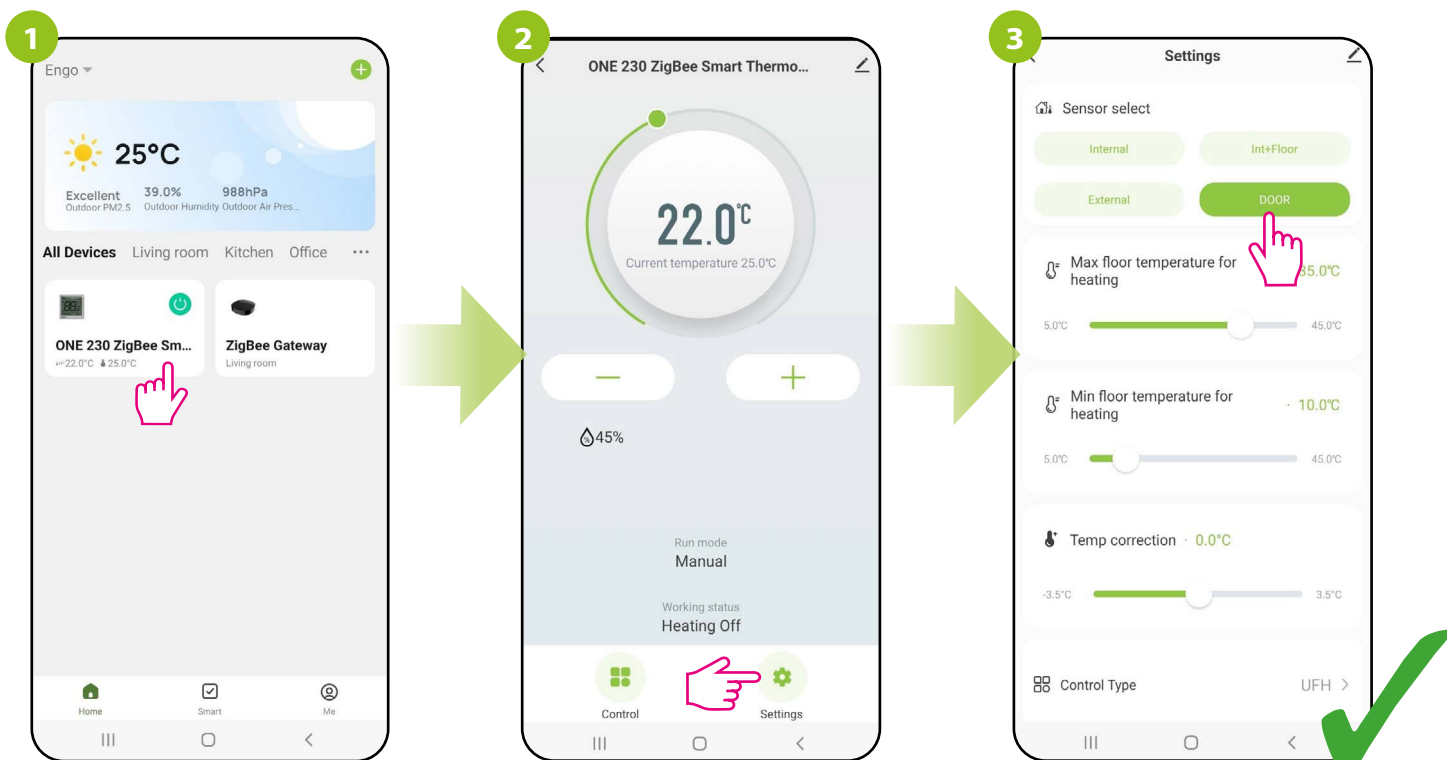 1
Engo
25°C
Excellent
Outdoor PM2.5
39.0%
Outdoor Humidity
988hPa
Outdoor Air Pres...
All Devices Living room Kitchen Office ...
ONE 230 ZigBee Sm...
22.0°C 25.0°C
ZigBee Gateway
Living room
Home
Smart
Me
2
ONE 230 ZigBee Smart Thermo...
22.0°C
Current temperature 25.0°C
45%
Run mode
Manual
Working status
Heating Off
Control
Settings
3
Settings
Sensor select
Internal
Int+Floor
External
DOOR
Max floor temperature for
heating
35.0°C
5.0°C
45.0°C
Min floor temperature for
heating
· 10.0°C
5.0°C
45.0°C
Temp correction · 0.0°C
-3.5°C
3.5°C
Control Type
UFH >